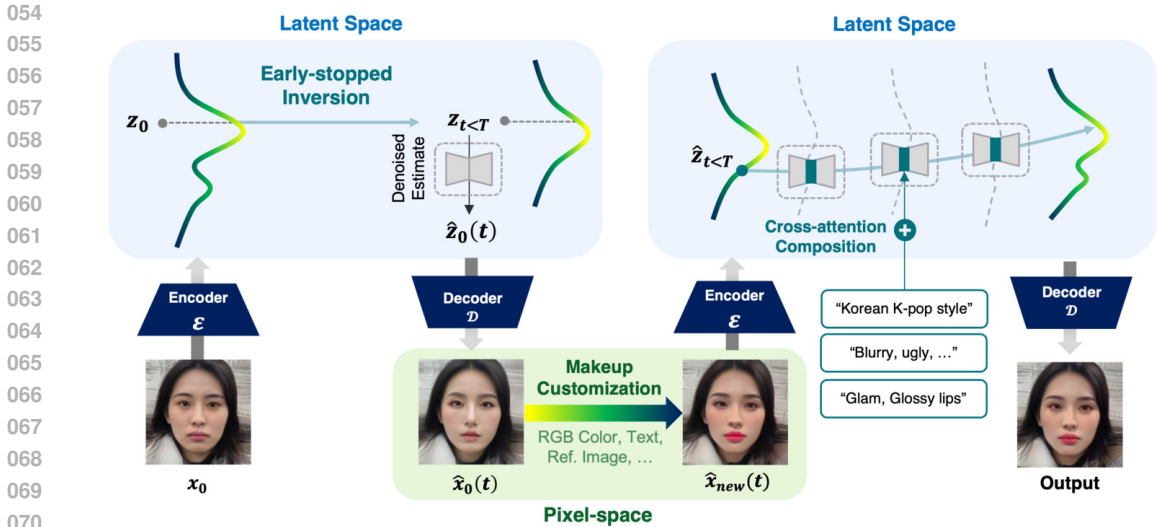 054
055
056
057
058
059
060
061
062
063
064
065
066
067
068
069
070
Latent Space
Early-stopped
Inversion
z₀
z_{t<T}
Denoised
Estimate
ẑ₀(t)
Encoder
ℰ
x₀
Decoder
𝒟
x̂₀(t)
Makeup
Customization
RGB Color, Text,
Ref. Image, …
x̂_{new}(t)
Pixel-space
Latent Space
ẑ_{t<T}
Cross-attention
Composition
+
Encoder
ℰ
“Korean K-pop style”
“Blurry, ugly, …”
“Glam, Glossy lips”
Decoder
𝒟
Output